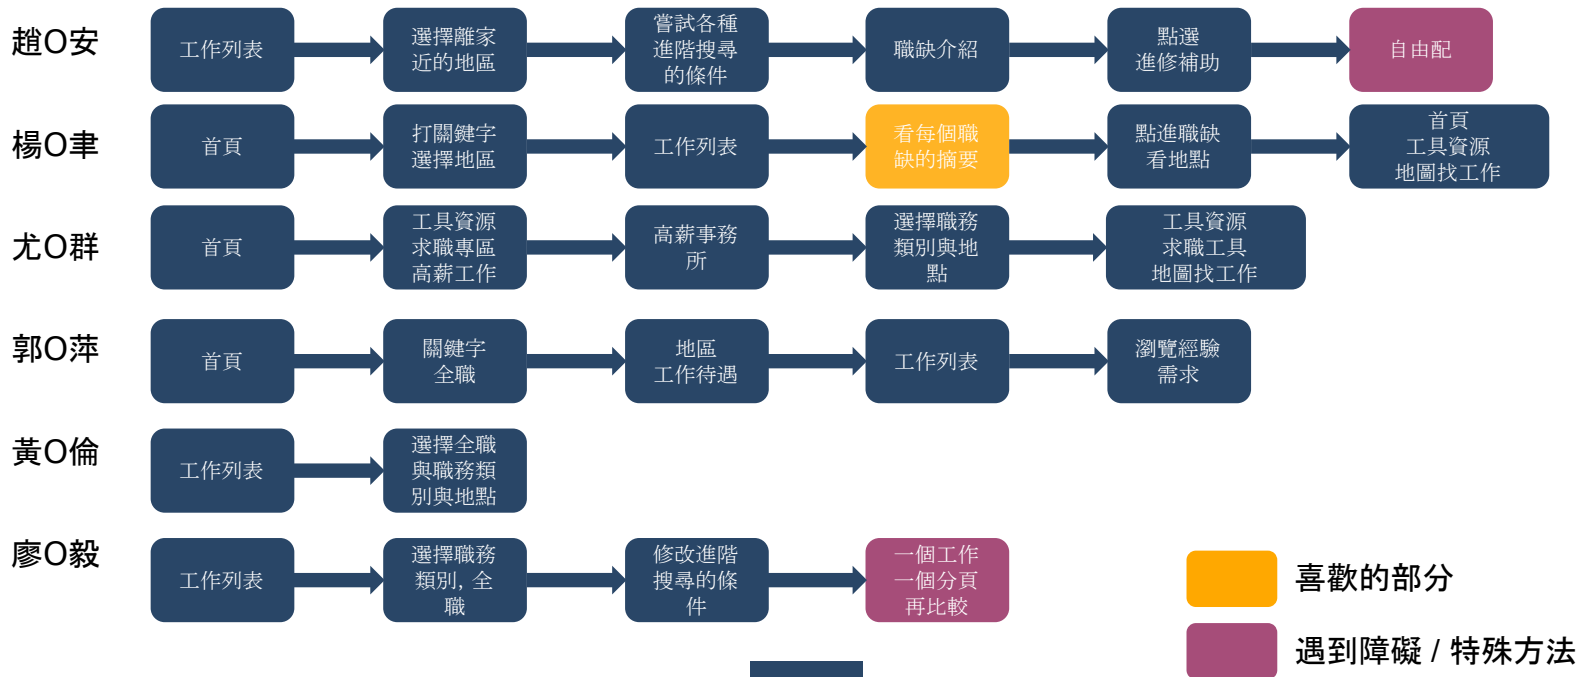 趙O安
工作列表
選擇離家
近的地區
嘗試各種
進階搜尋
的條件
職缺介紹
點選
進修補助
自由配
楊O聿
首頁
打關鍵字
選擇地區
工作列表
看每個職
缺的摘要
點進職缺
看地點
首頁
工具資源
地圖找工作
尤O群
首頁
工具資源
求職專區
高薪工作
高薪事務
所
選擇職務
類別與地
點
工具資源
求職工具
地圖找工作
郭O萍
首頁
關鍵字
全職
地區
工作待遇
工作列表
瀏覽經驗
需求
黃O倫
工作列表
選擇全職
與職務類
別與地點
廖O毅
工作列表
選擇職務
類別, 全
職
修改進階
搜尋的條
件
一個工作
一個分頁
再比較
喜歡的部分
遇到障礙 / 特殊方法